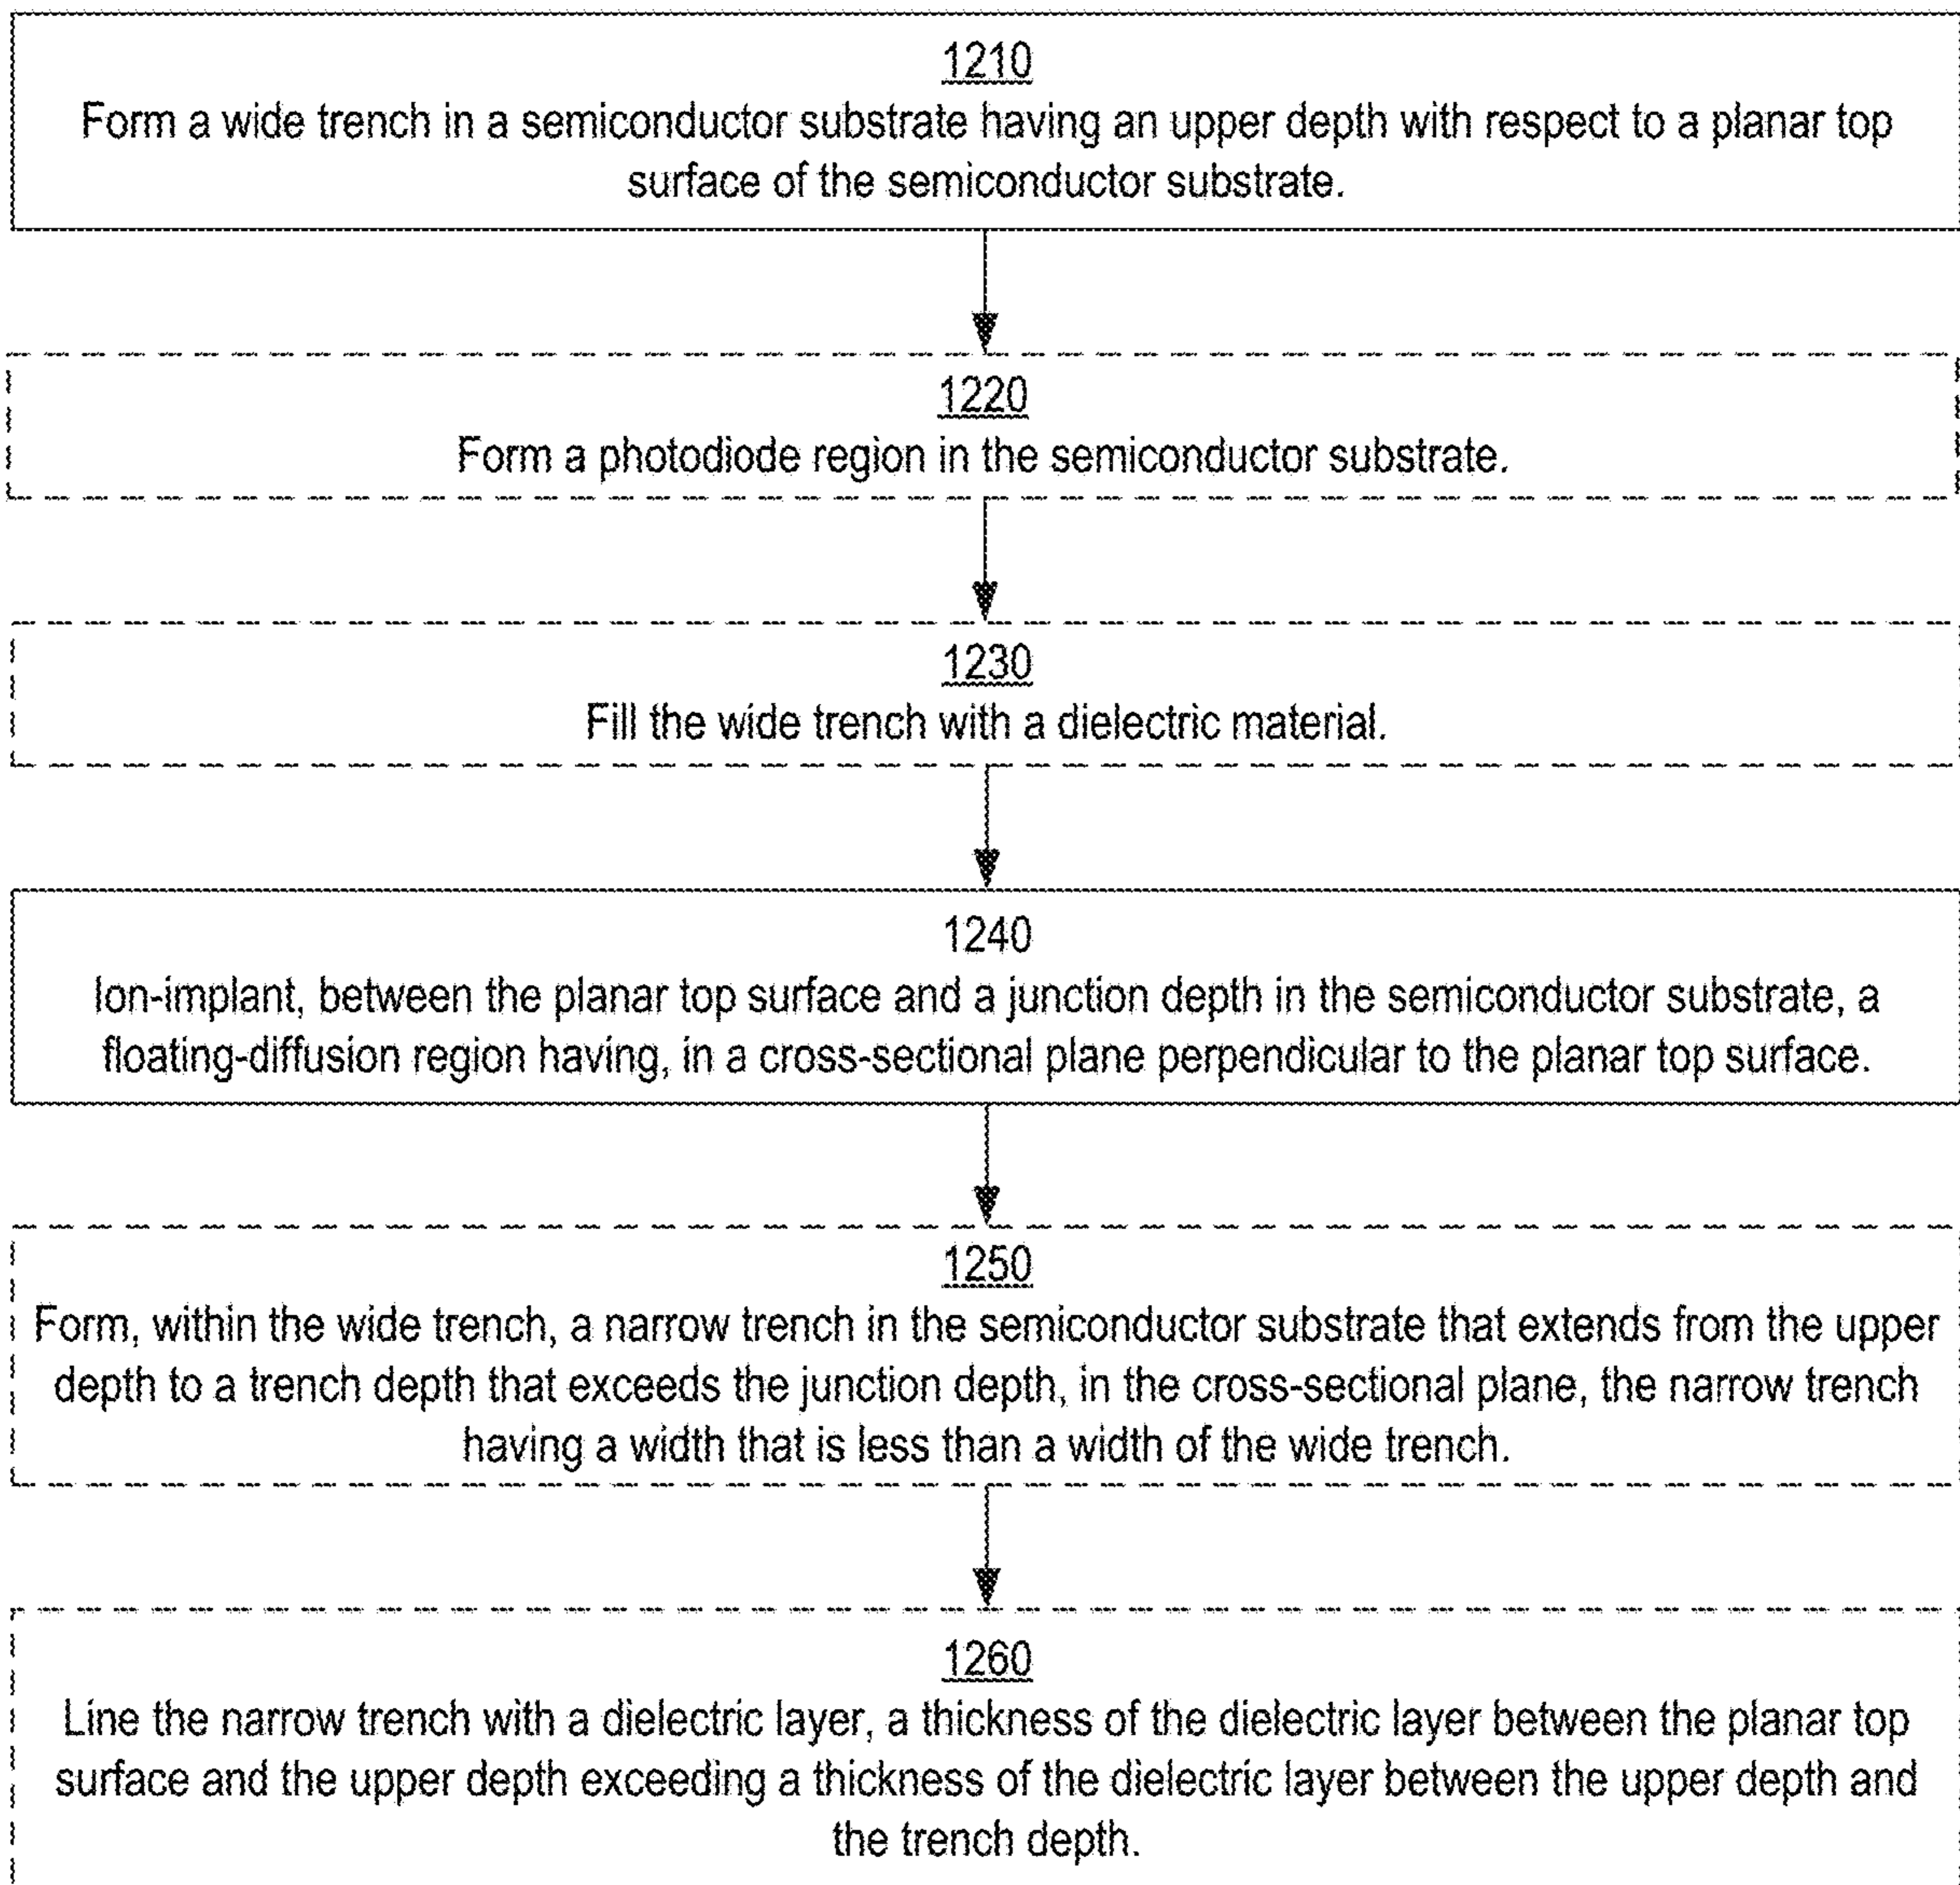 1210
Form a wide trench in a semiconductor substrate having an upper depth with respect to a planar top
surface of the semiconductor substrate.
1220
Form a photodiode region in the semiconductor substrate.
1230
Fill the wide trench with a dielectric material.
1240
Ion-implant, between the planar top surface and a junction depth in the semiconductor substrate, a
floating-diffusion region having, in a cross-sectional plane perpendicular to the planar top surface.
1250
Form, within the wide trench, a narrow trench in the semiconductor substrate that extends from the upper
depth to a trench depth that exceeds the junction depth, in the cross-sectional plane, the narrow trench
having a width that is less than a width of the wide trench.
1260
Line the narrow trench with a dielectric layer, a thickness of the dielectric layer between the planar top
surface and the upper depth exceeding a thickness of the dielectric layer between the upper depth and
the trench depth.